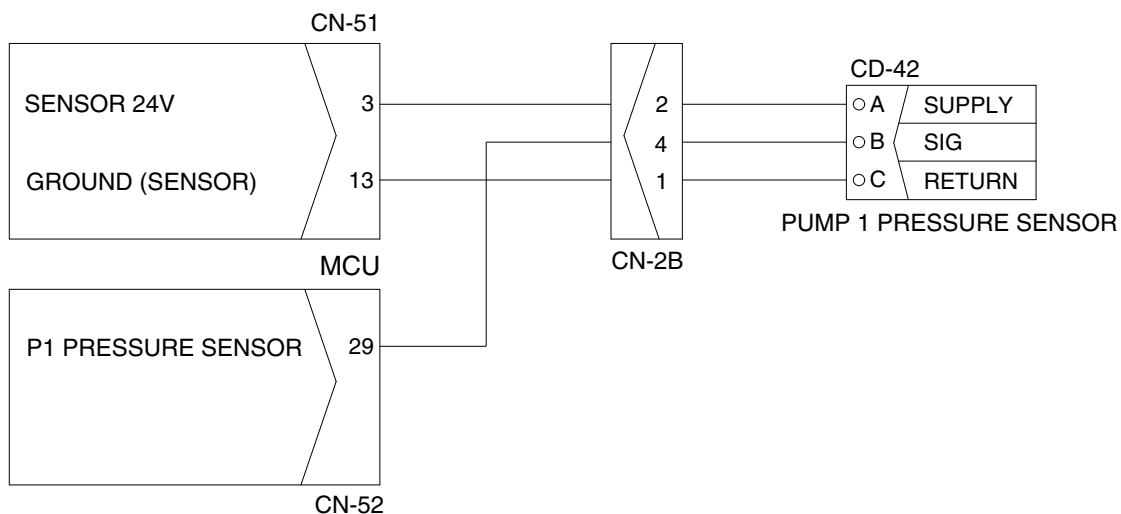 CN-51
SENSOR 24V
3
GROUND (SENSOR)
13
MCU
P1 PRESSURE SENSOR
29
CN-52
2
4
1
CN-2B
CD-42
A SUPPLY
B SIG
C RETURN
PUMP 1 PRESSURE SENSOR